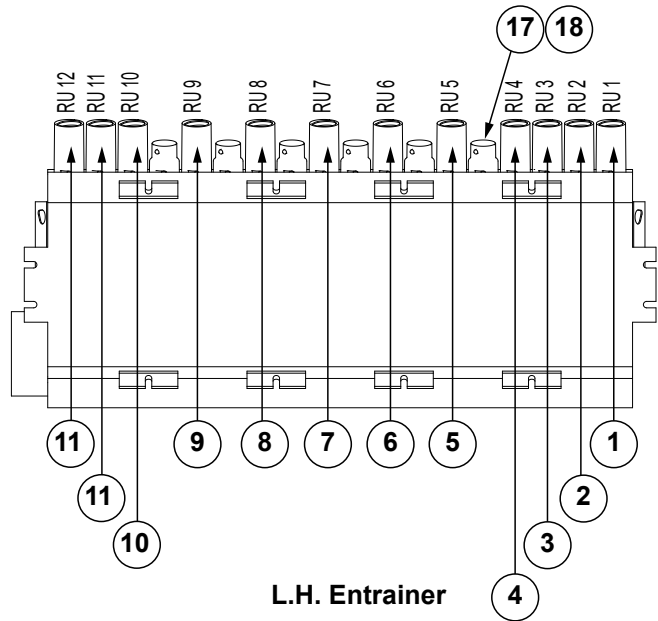 17 18
RU 12
RU 11
RU 10
RU 9
RU 8
RU 7
RU 6
RU 5
RU 4
RU 3
RU 2
RU 1
11 9 8 7 6 5 1
11 2
10 3
L.H. Entrainer 4